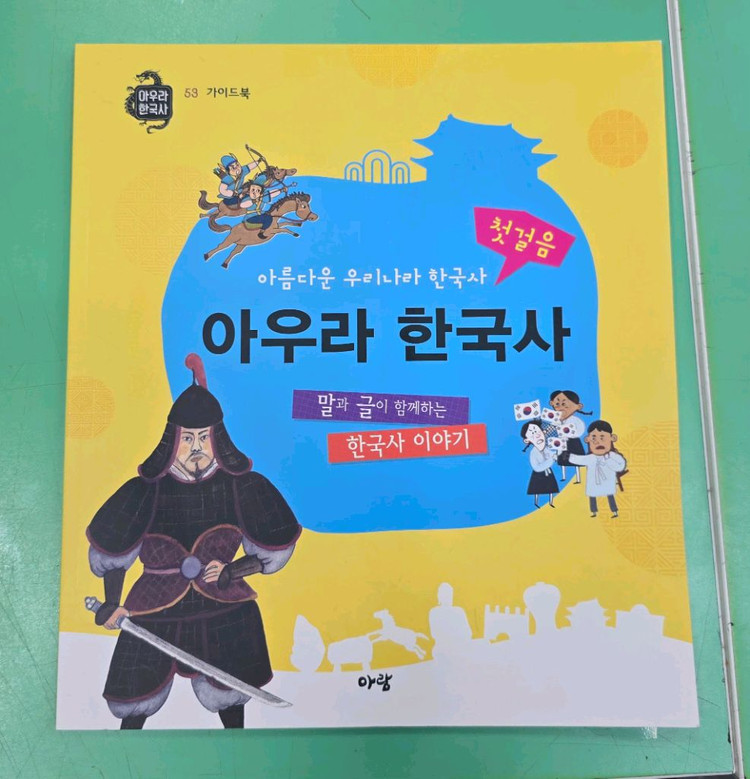 아우라
한국사
53 가이드북
첫걸음
아름다운 우리나라 한국사
아우라 한국사
말과 글이 함께하는
한국사 이야기
아람